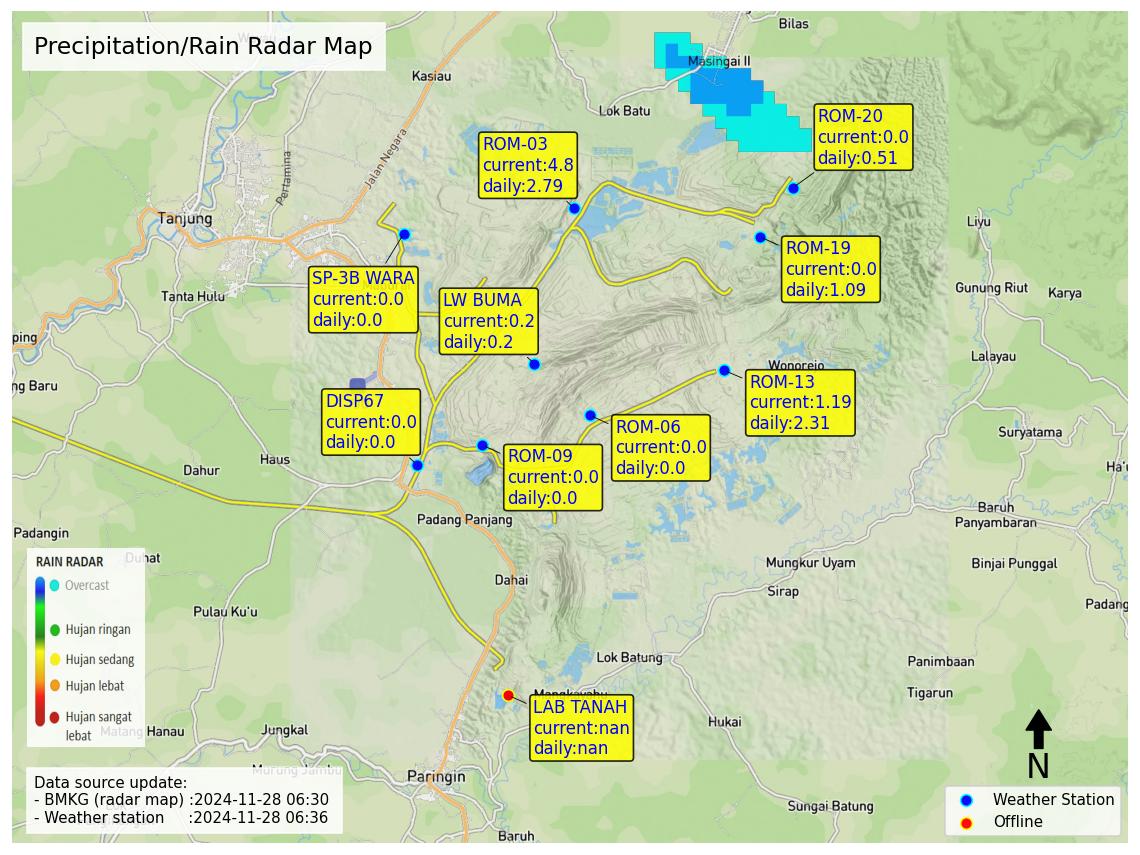 Precipitation/Rain Radar Map
Bilas
Kasiau
Masingai II
Lok Batu
Jalan Negara
Pertamina
Tanjung
Tanta Hulu
ROM-20
current:0.0
daily:0.51
ROM-03
current:4.8
daily:2.79
ROM-19
current:0.0
daily:1.09
SP-3B WARA
current:0.0
daily:0.0
LW BUMA
current:0.2
daily:0.2
Liyu
Gunung Riut
Karya
Lalayau
ping
ng Baru
Wonorejo
ROM-13
current:1.19
daily:2.31
DISP67
current:0.0
daily:0.0
ROM-06
current:0.0
daily:0.0
ROM-09
current:0.0
daily:0.0
Suryatama
Ha'u
Haus
Dahur
Padang Panjang
Baruh
Panyambaran
Padangin
Duhat
Binjai Punggal
Mungkur Uyam
Dahai
Sirap
Padang
Pulau Ku'u
RAIN RADAR
Overcast
Hujan ringan
Hujan sedang
Hujan lebat
Hujan sangat
lebat
Lok Batung
Panimbaan
Tigarun
Mangkayahu
LAB TANAH
current:nan
daily:nan
Hukai
Matang Hanau
Jungkal
Murung Jambu
Paringin
Sungai Batung
Baruh
N
Data source update:
- BMKG (radar map) :2024-11-28 06:30
- Weather station :2024-11-28 06:36
Weather Station
Offline